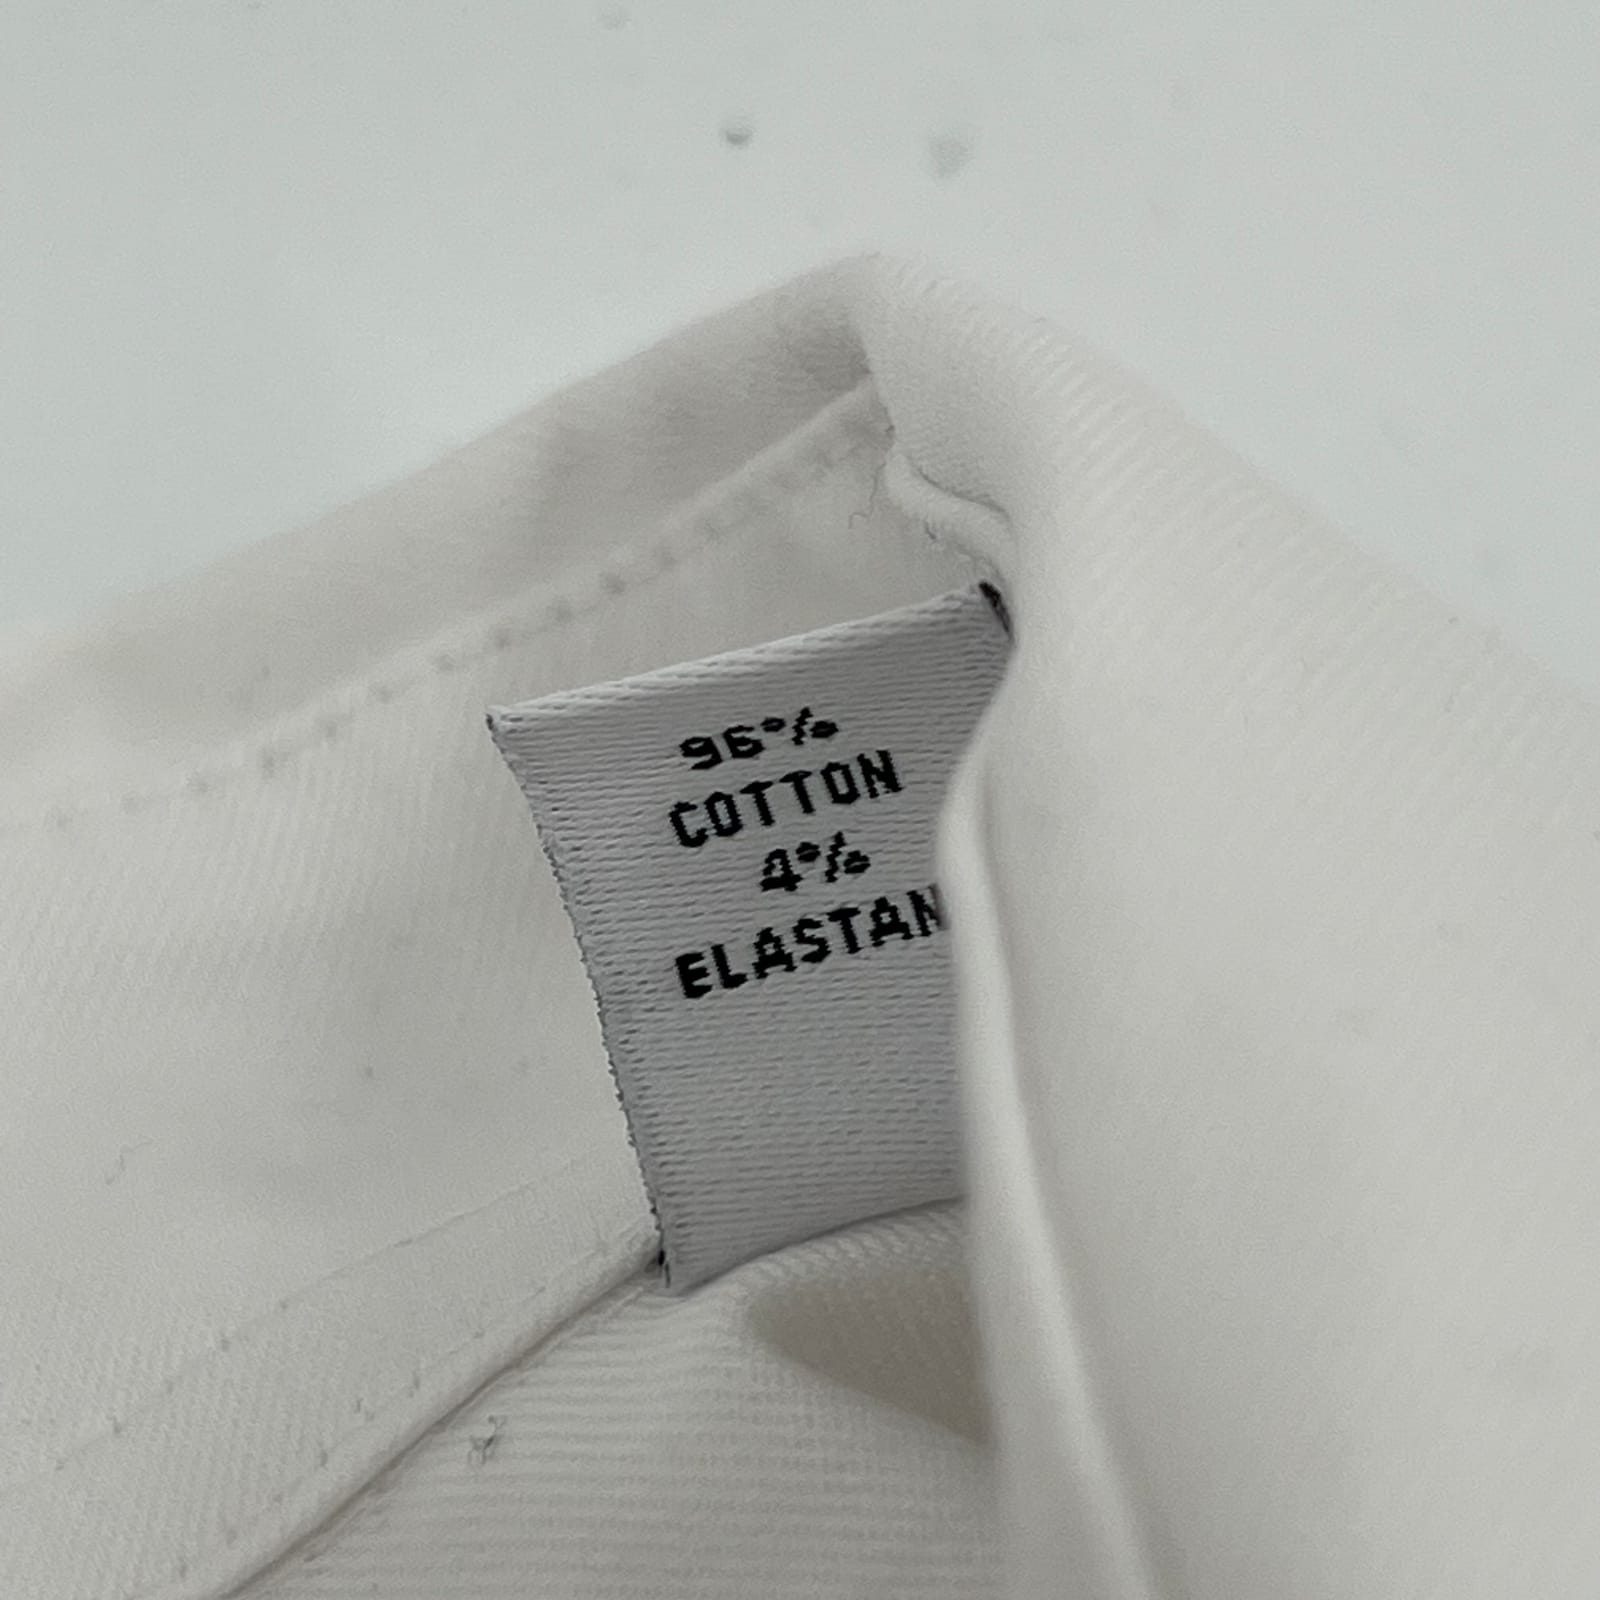 96%
COTTON
4%
ELASTAN